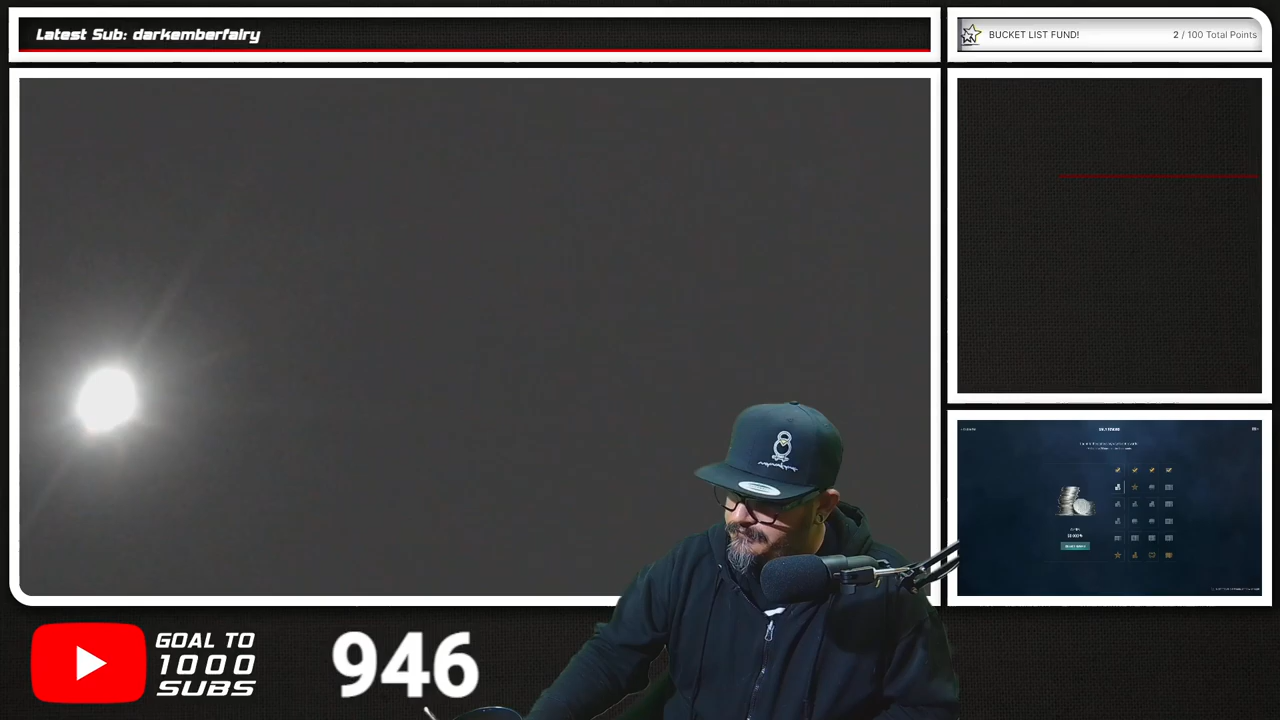 Latest Sub: darkemberfairy
BUCKET LIST FUND!
2 / 100 Total Points
GOAL TO
1000
SUBS
946